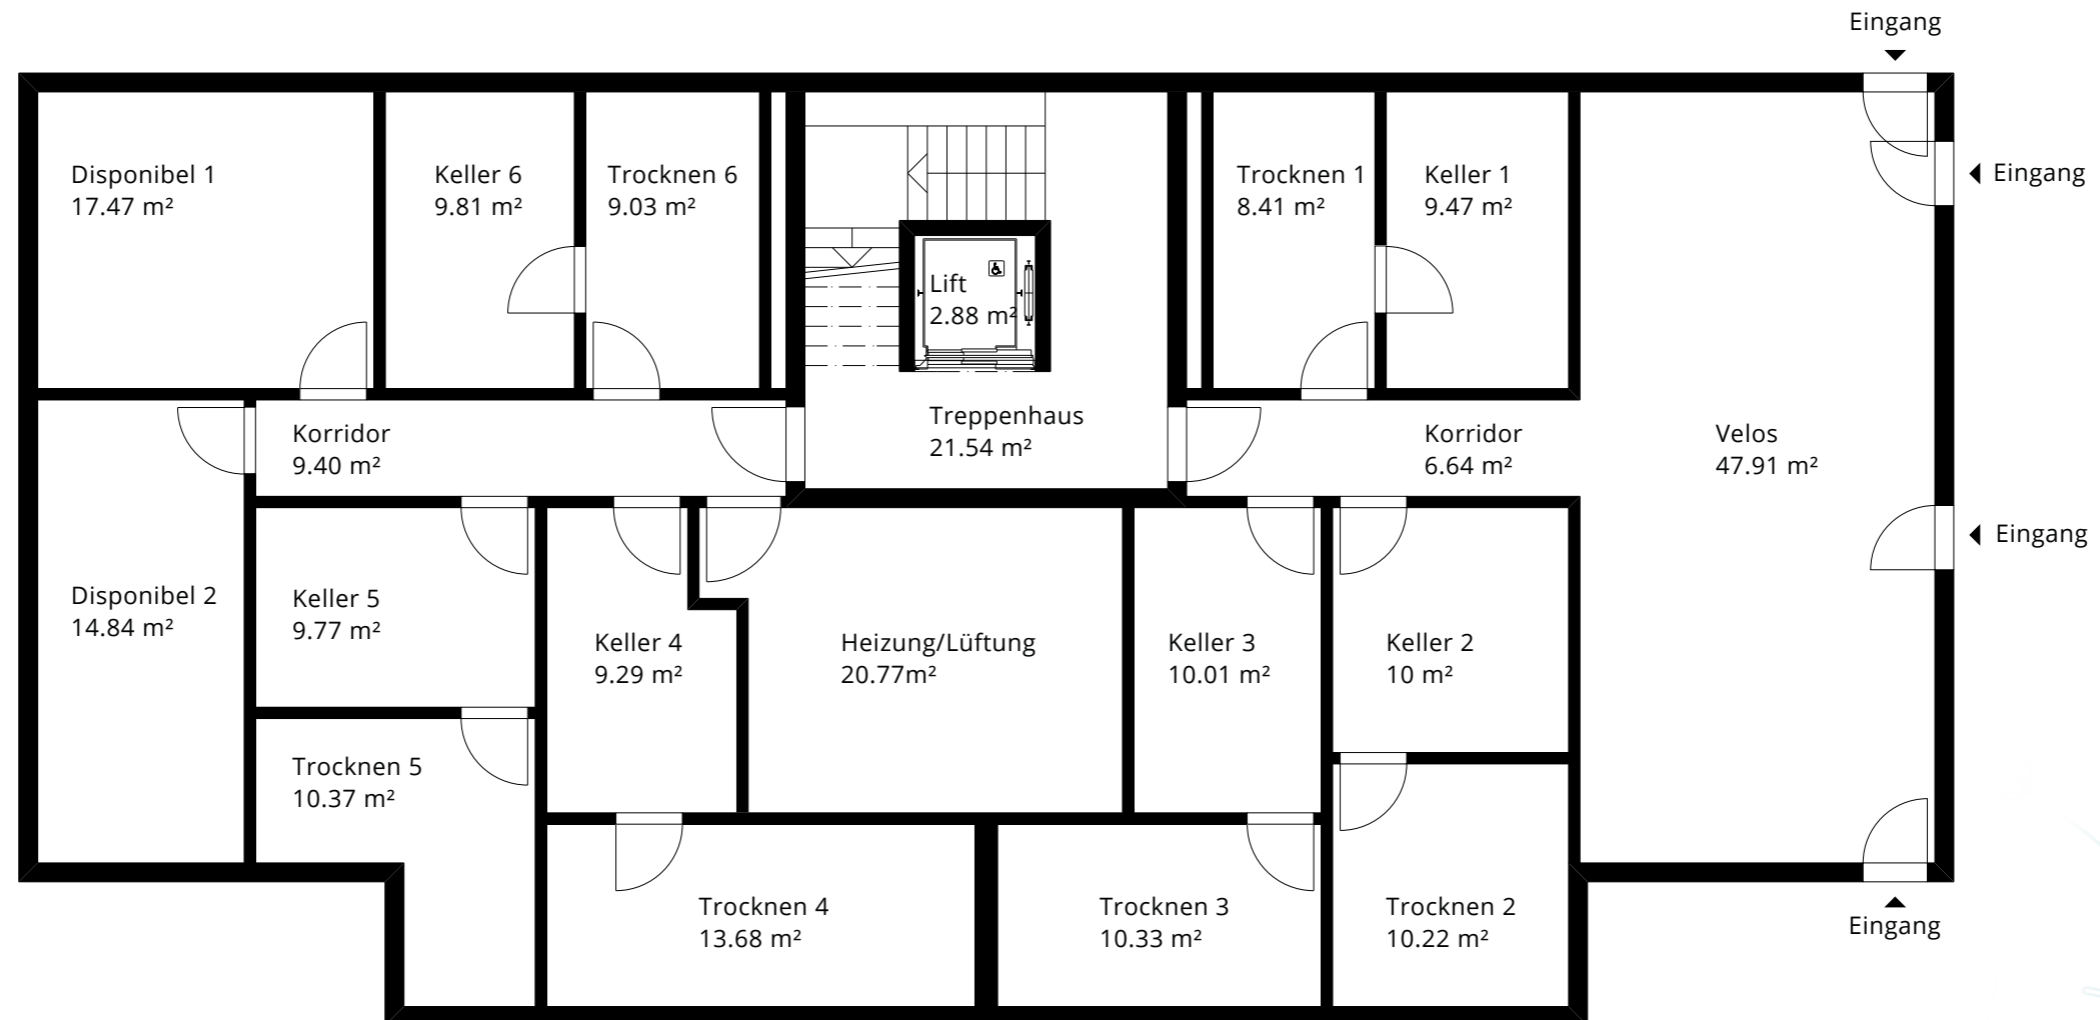 Eingang
Disponibel 1
17.47 m²
Keller 6
9.81 m²
Trocknen 6
9.03 m²
Trocknen 1
8.41 m²
Keller 1
9.47 m²
Eingang
Lift
2.88 m²
Treppenhaus
21.54 m²
Korridor
9.40 m²
Korridor
6.64 m²
Velos
47.91 m²
Eingang
Disponibel 2
14.84 m²
Keller 5
9.77 m²
Keller 4
9.29 m²
Heizung/Lüftung
20.77m²
Keller 3
10.01 m²
Keller 2
10 m²
Trocknen 5
10.37 m²
Trocknen 4
13.68 m²
Trocknen 3
10.33 m²
Trocknen 2
10.22 m²
Eingang